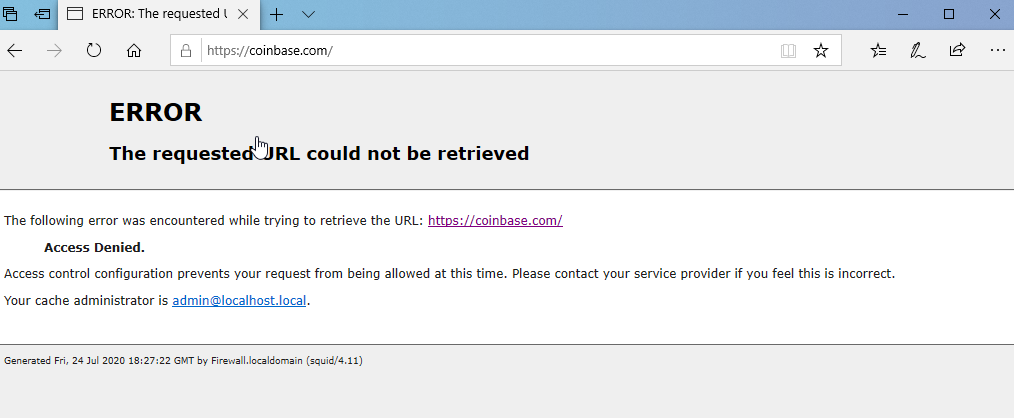 ERROR: The requested U
https://coinbase.com/
ERROR
The requested URL could not be retrieved
The following error was encountered while trying to retrieve the URL: https://coinbase.com/
Access Denied.
Access control configuration prevents your request from being allowed at this time. Please contact your service provider if you feel this is incorrect.
Your cache administrator is admin@localhost.local.
Generated Fri, 24 Jul 2020 18:27:22 GMT by Firewall.localdomain (squid/4.11)